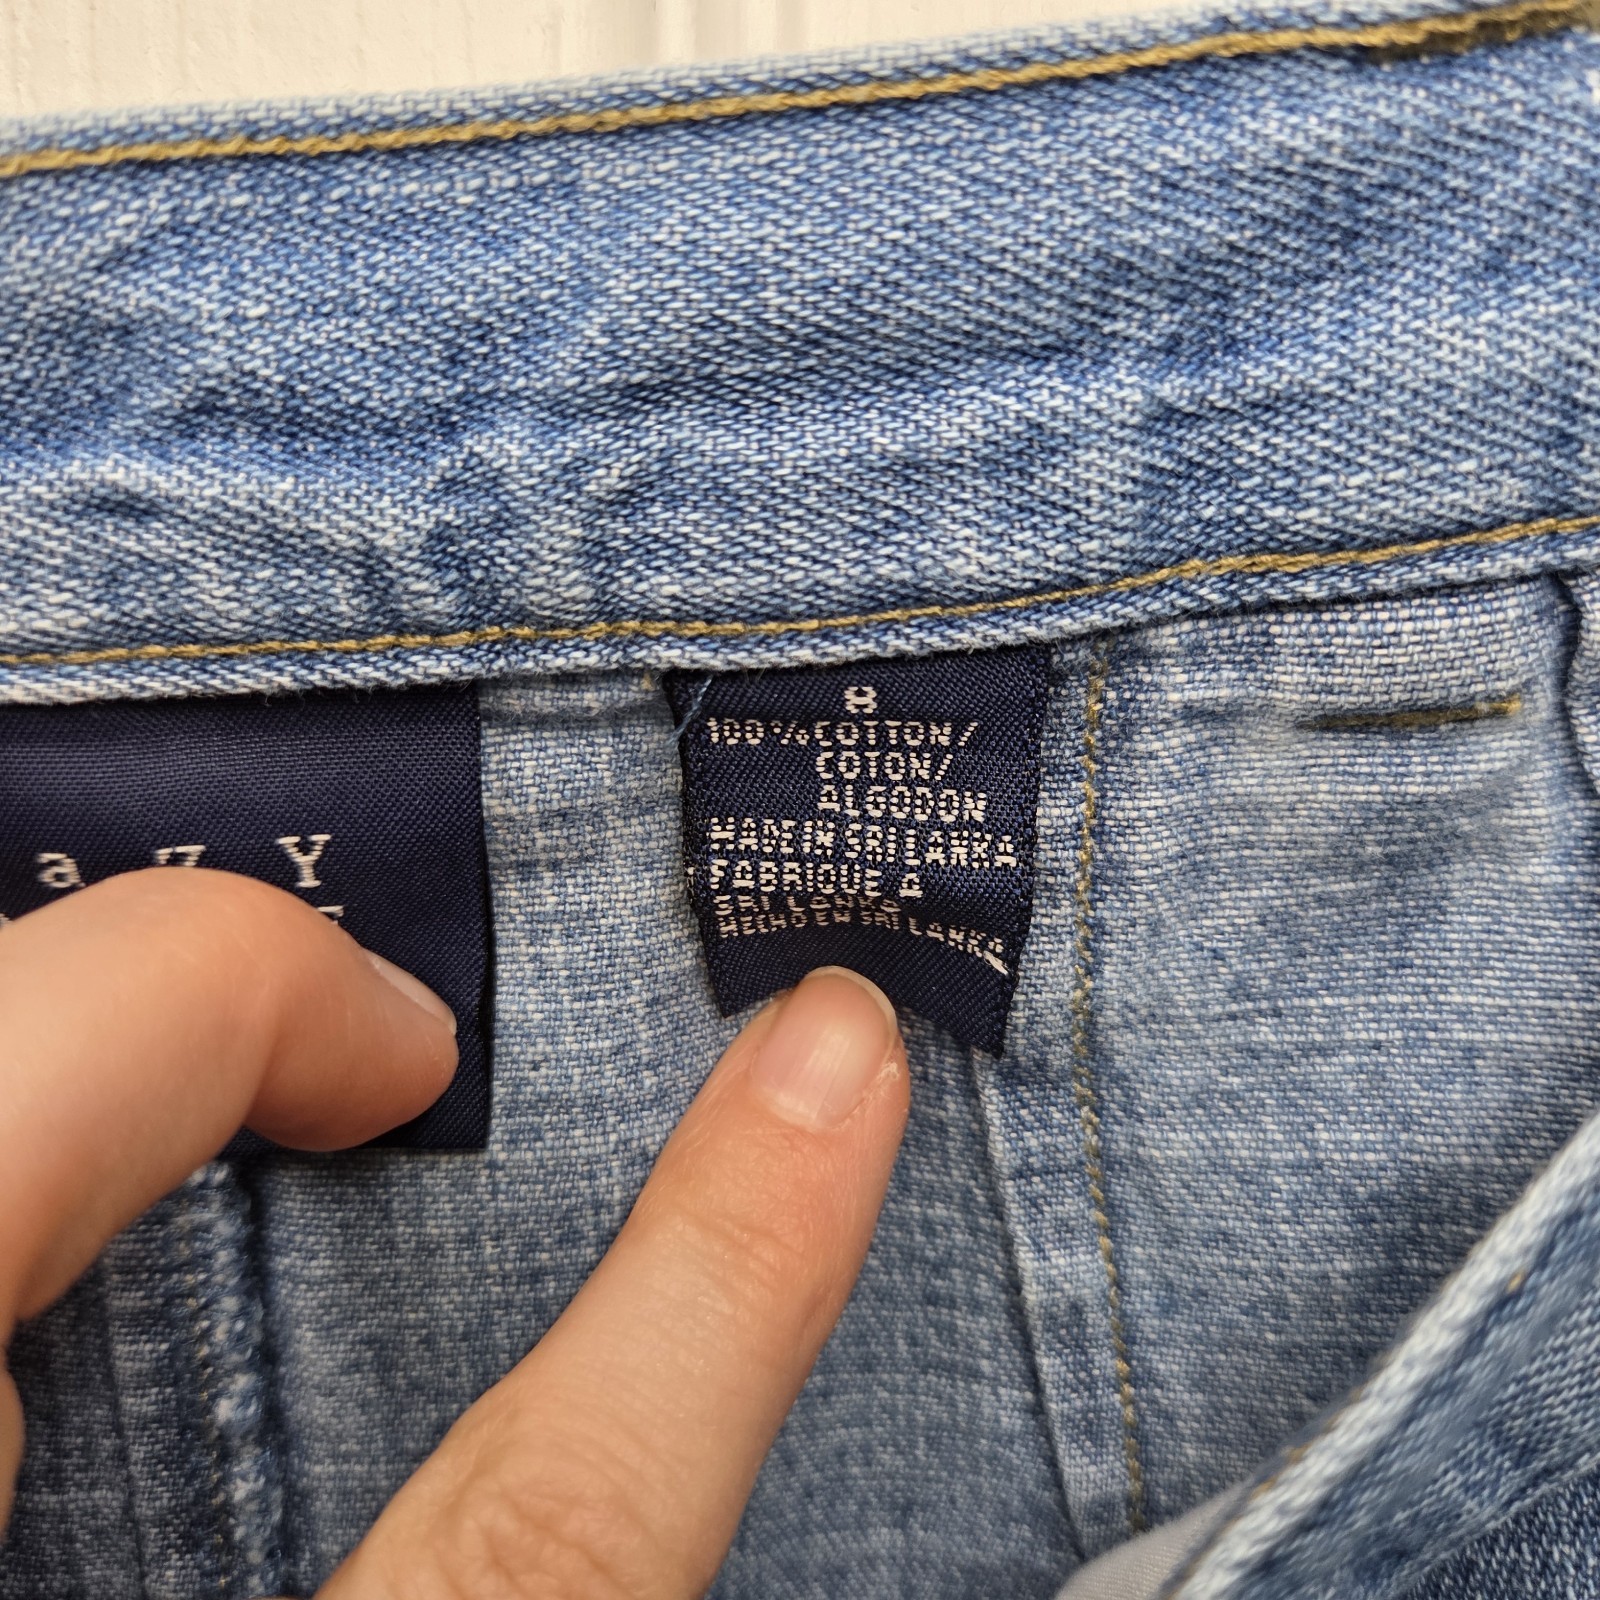 8
100% COTTON/
COTON/
ALGODON
MADE IN SRI LANKA
FABRIQUE A
SRI LANKA
HECHO EN SRI LANKA